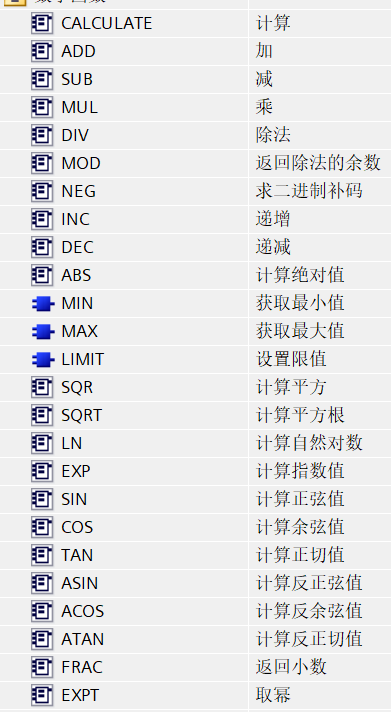 CALCULATE 计算
ADD 加
SUB 减
MUL 乘
DIV 除法
MOD 返回除法的余数
NEG 求二进制补码
INC 递增
DEC 递减
ABS 计算绝对值
MIN 获取最小值
MAX 获取最大值
LIMIT 设置限值
SQR 计算平方
SQRT 计算平方根
LN 计算自然对数
EXP 计算指数值
SIN 计算正弦值
COS 计算余弦值
TAN 计算正切值
ASIN 计算反正弦值
ACOS 计算反余弦值
ATAN 计算反正切值
FRAC 返回小数
EXPT 取幂